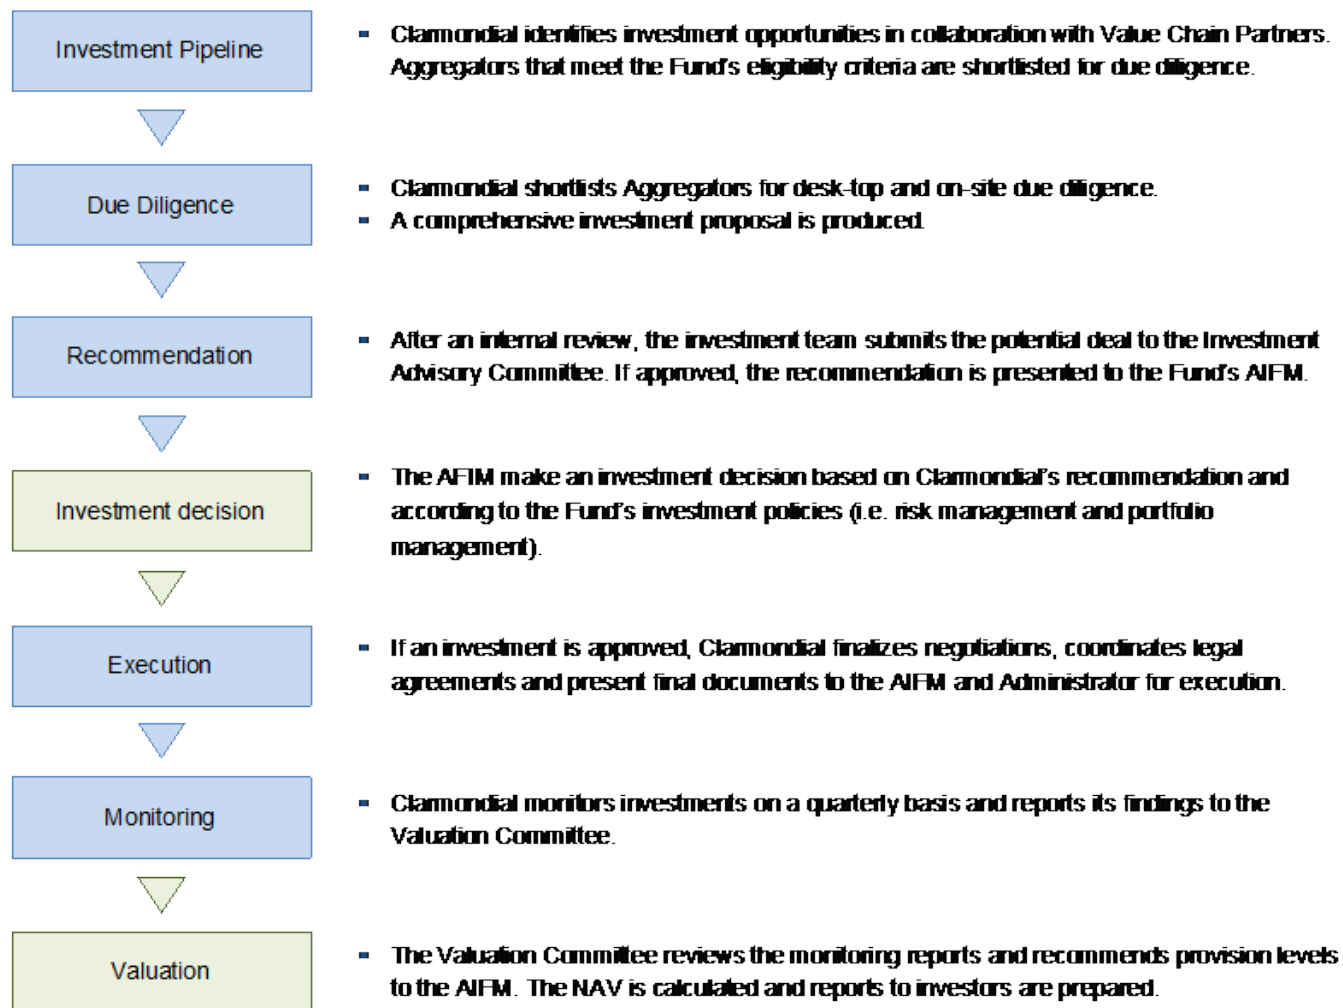 Investment Pipeline
- Clarmondial identifies investment opportunities in collaboration with Value Chain Partners.
Aggregators that meet the Fund's eligibility criteria are shortlisted for due diligence.
Due Diligence
- Clarmondial shortlists Aggregators for desk-top and on-site due diligence.
- A comprehensive investment proposal is produced.
Recommendation
- After an internal review, the investment team submits the potential deal to the Investment
Advisory Committee. If approved, the recommendation is presented to the Fund's AIFM.
Investment decision
- The AFIM make an investment decision based on Clarmondial's recommendation and
according to the Fund's investment policies (i.e. risk management and portfolio
management).
Execution
- If an investment is approved, Clarmondial finalizes negotiations, coordinates legal
agreements and present final documents to the AIFM and Administrator for execution.
Monitoring
- Clarmondial monitors investments on a quarterly basis and reports its findings to the
Valuation Committee.
Valuation
- The Valuation Committee reviews the monitoring reports and recommends provision levels
to the AIFM. The NAV is calculated and reports to investors are prepared.